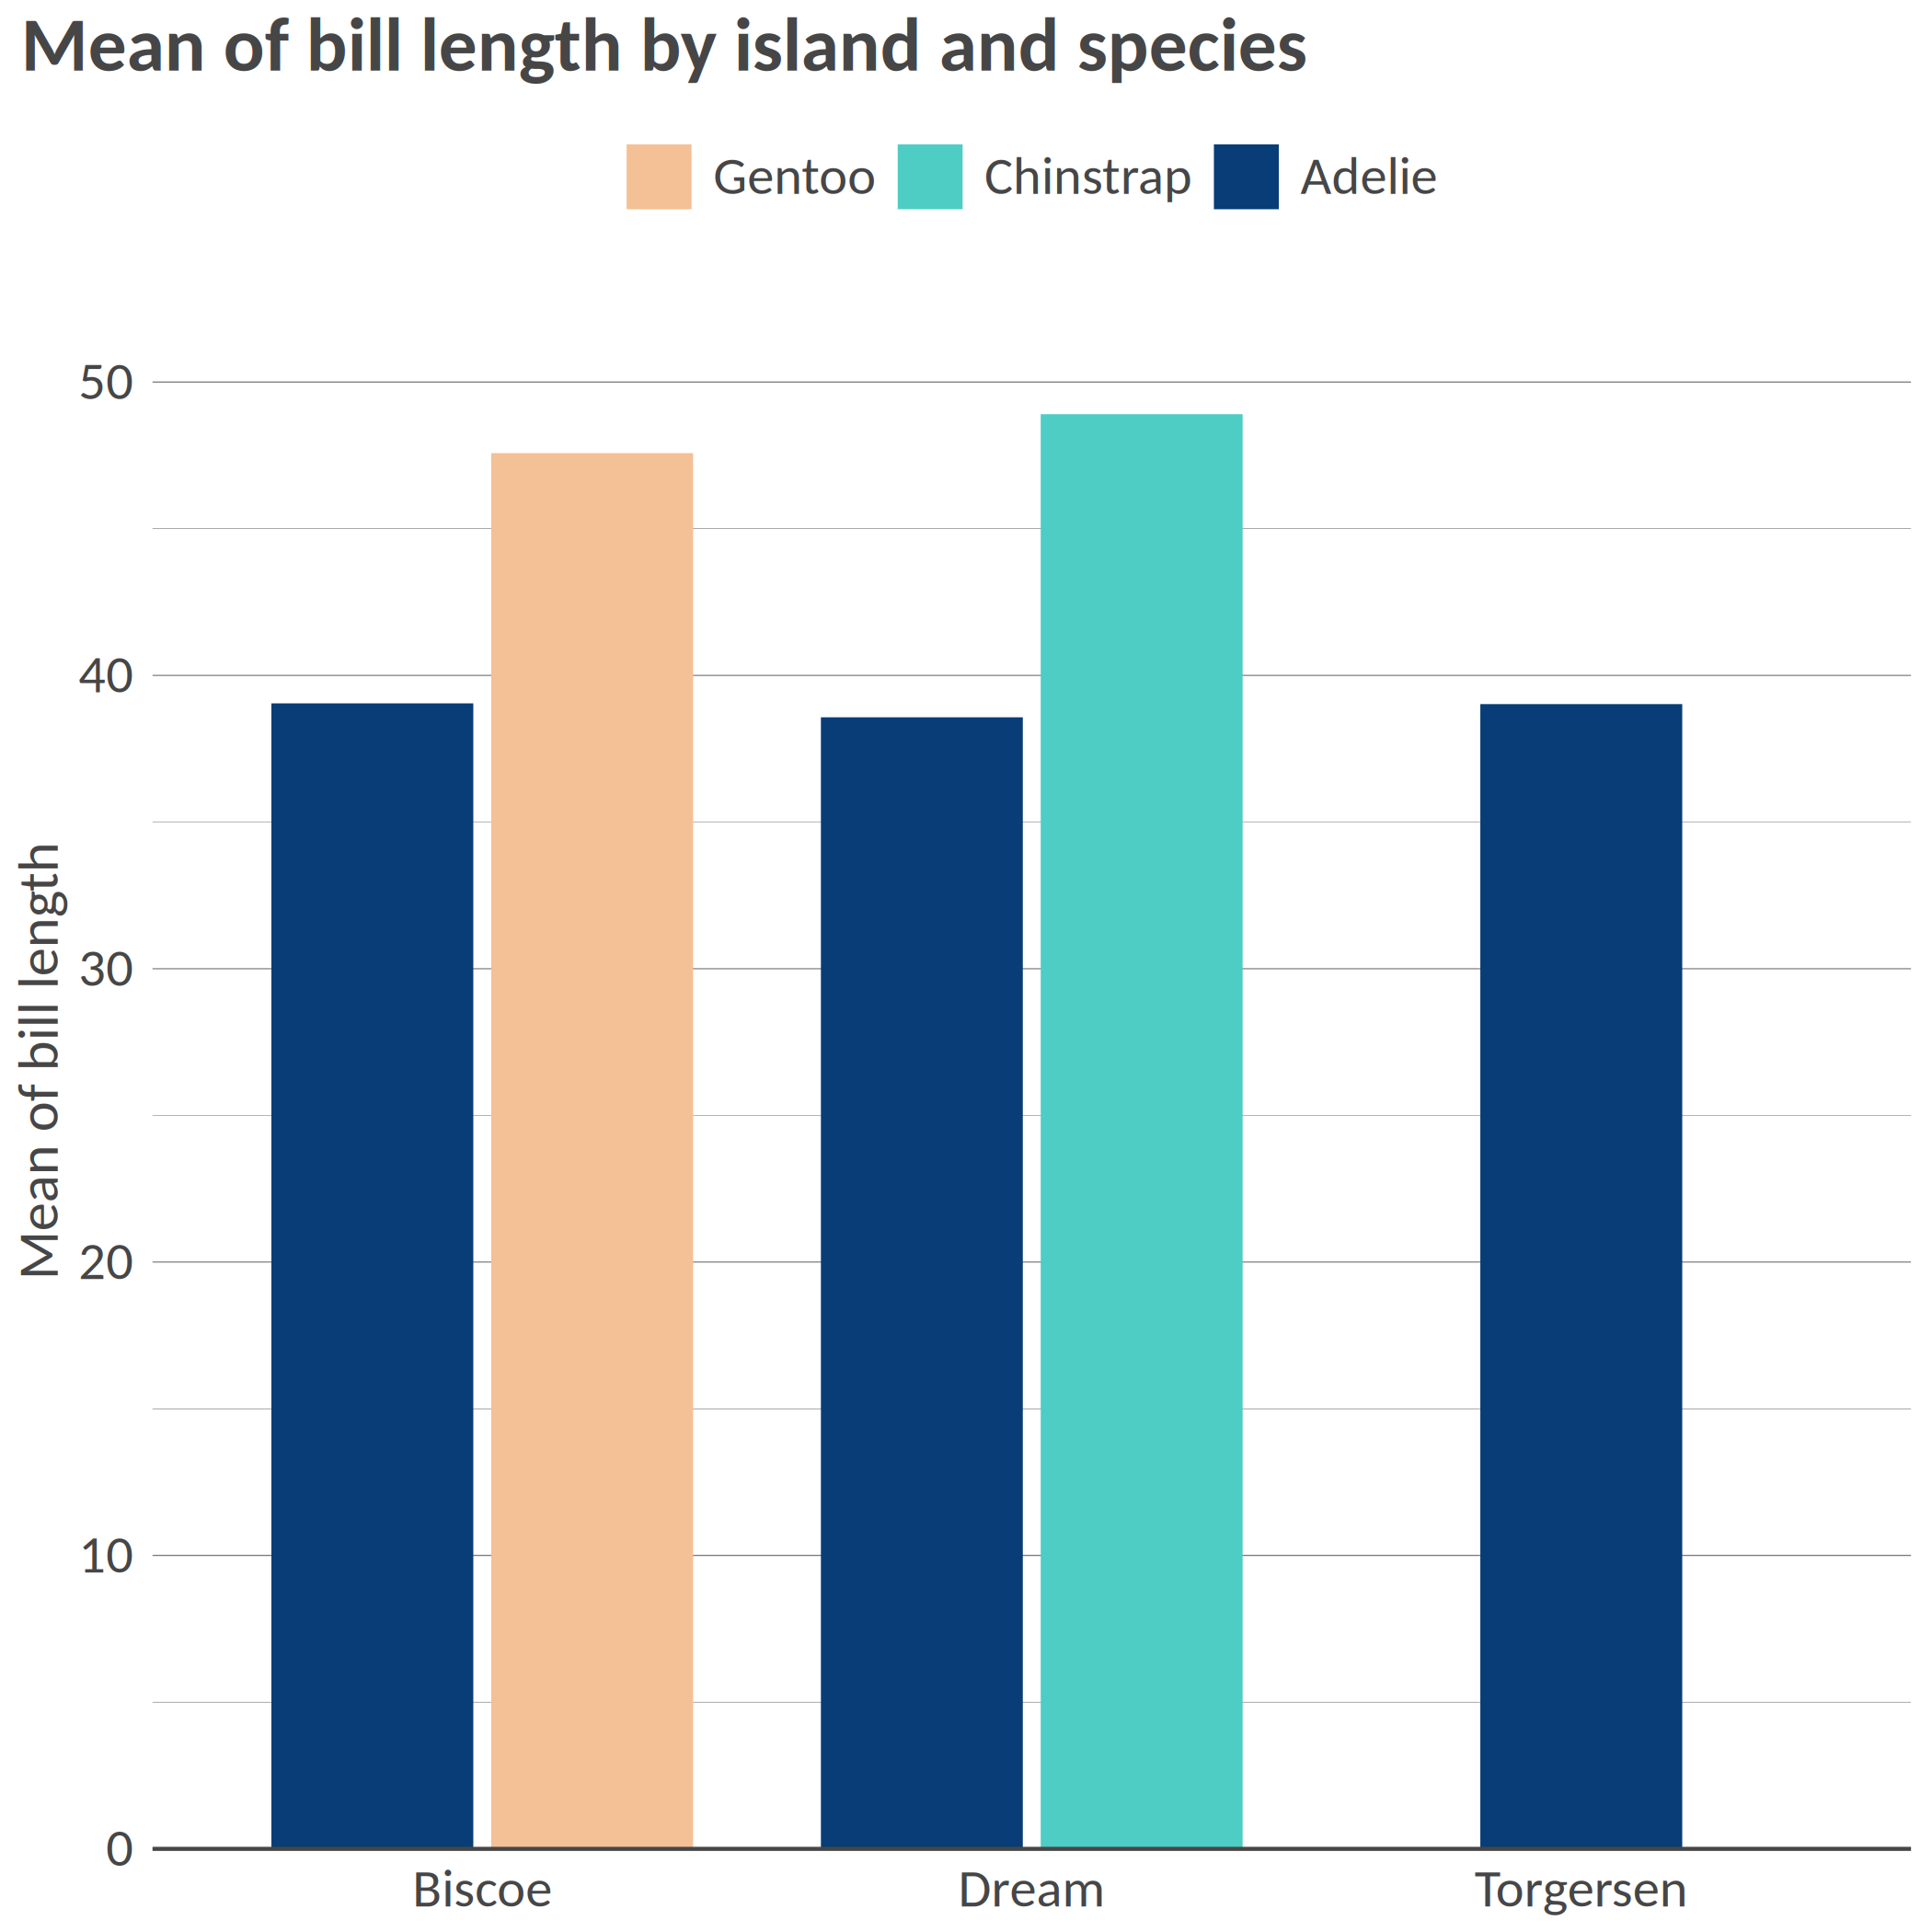 Mean of bill length by island and species
Gentoo Chinstrap Adelie
Mean of bill length
50
40
30
20
10
0
Biscoe Dream Torgersen